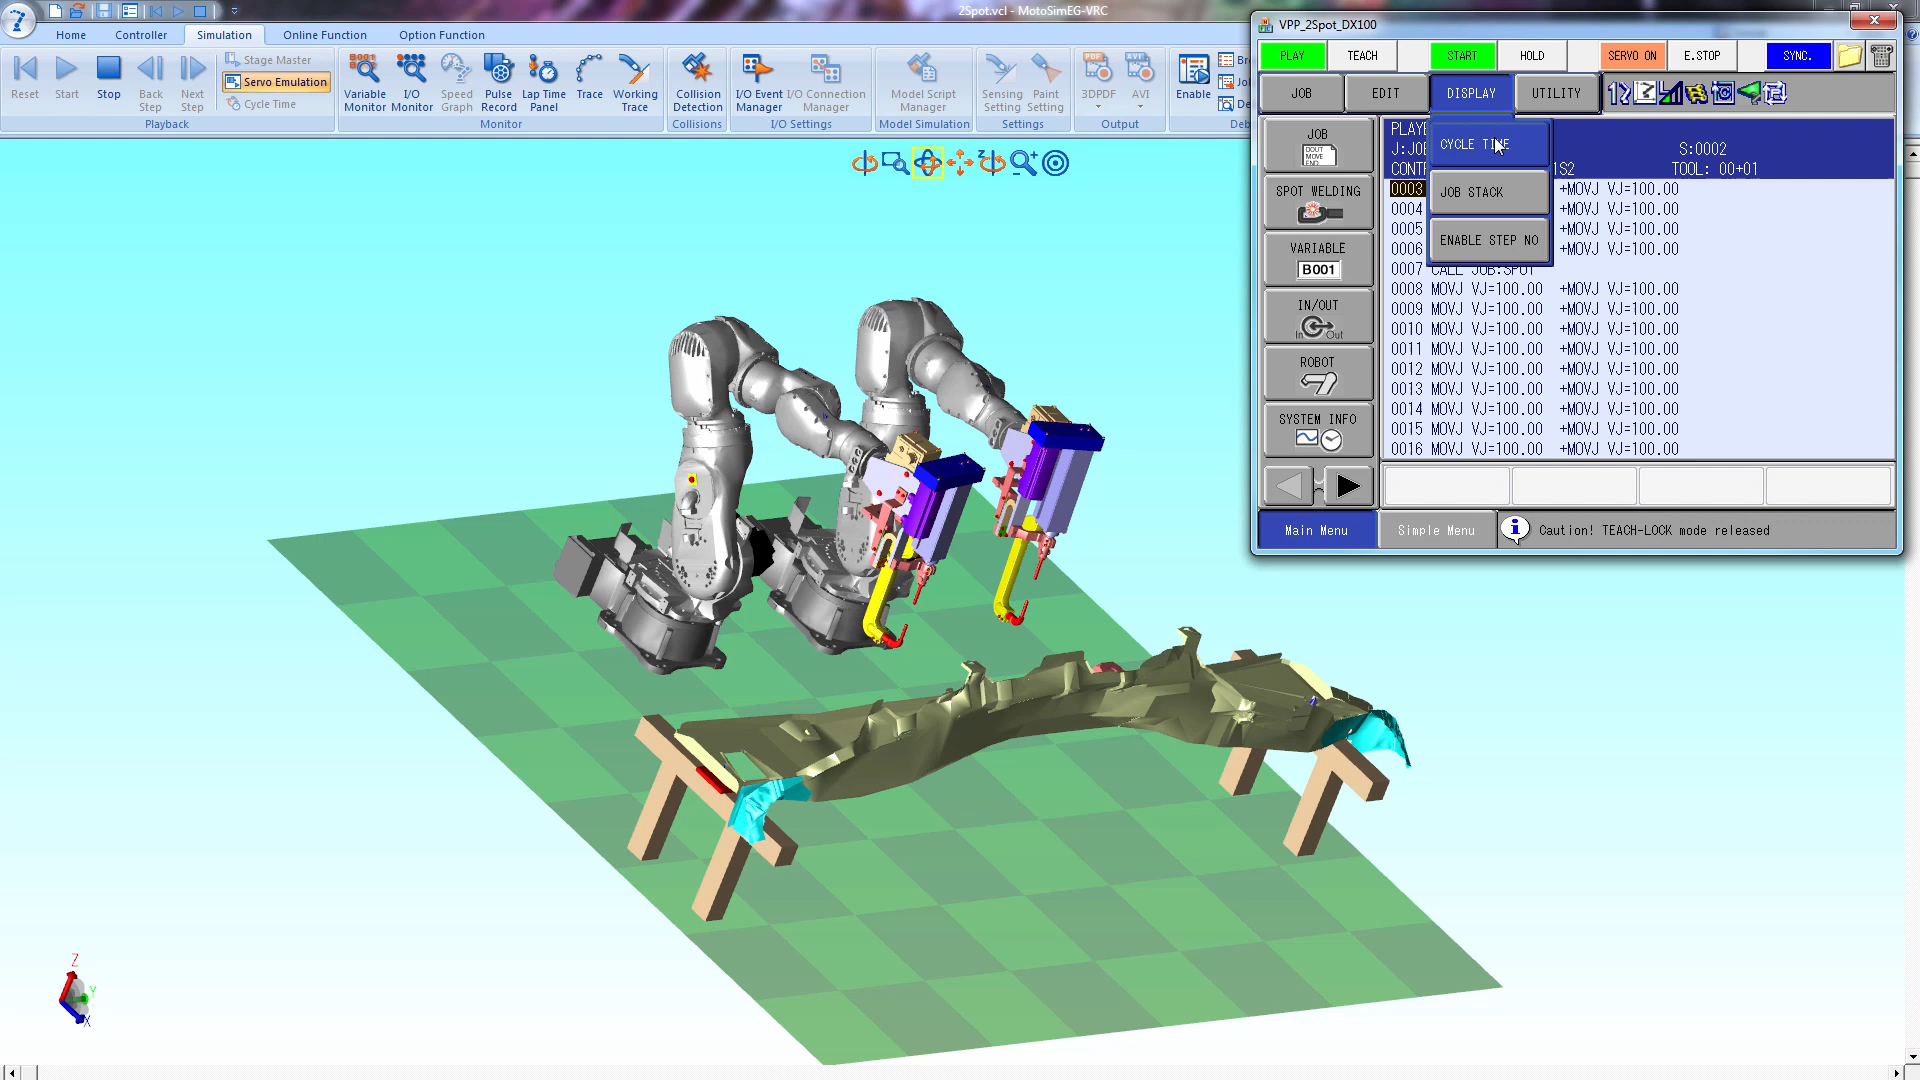 2Spot.vcl - MotoSimEG-VRC
Home Controller Simulation Online Function Option Function
Reset
Start
Stop
Back Step
Next Step
Stage Master
Servo Emulation
Cycle Time
Playback
Variable Monitor
I/O Monitor
Speed Graph
Pulse Record
Lap Time Panel
Trace
Working Trace
Monitor
Collision Detection
Collisions
I/O Event Manager
I/O Connection Manager
I/O Settings
Model Script Manager
Model Simulation
Sensing Setting
Paint Setting
Settings
3DPDF
AVI
Output
Enable
VPP_2Spot_DX100
PLAY TEACH START HOLD SERVO ON E.STOP SYNC.
JOB EDIT DISPLAY UTILITY
JOB
DOUT
MOVE
END
SPOT WELDING
VARIABLE
B001
IN/OUT
In Out
ROBOT
SYSTEM INFO
CYCLE TIME
JOB STACK
ENABLE STEP NO
S:0002
TOOL: 00+01
0003 +MOVJ VJ=100.00
0004 +MOVJ VJ=100.00
0005 +MOVJ VJ=100.00
0006 +MOVJ VJ=100.00
0007 CALL JOB:SPOT
0008 MOVJ VJ=100.00 +MOVJ VJ=100.00
0009 MOVJ VJ=100.00 +MOVJ VJ=100.00
0010 MOVJ VJ=100.00 +MOVJ VJ=100.00
0011 MOVJ VJ=100.00 +MOVJ VJ=100.00
0012 MOVJ VJ=100.00 +MOVJ VJ=100.00
0013 MOVJ VJ=100.00 +MOVJ VJ=100.00
0014 MOVJ VJ=100.00 +MOVJ VJ=100.00
0015 MOVJ VJ=100.00 +MOVJ VJ=100.00
0016 MOVJ VJ=100.00 +MOVJ VJ=100.00
Main Menu Simple Menu Caution! TEACH-LOCK mode released
Z
Y
X